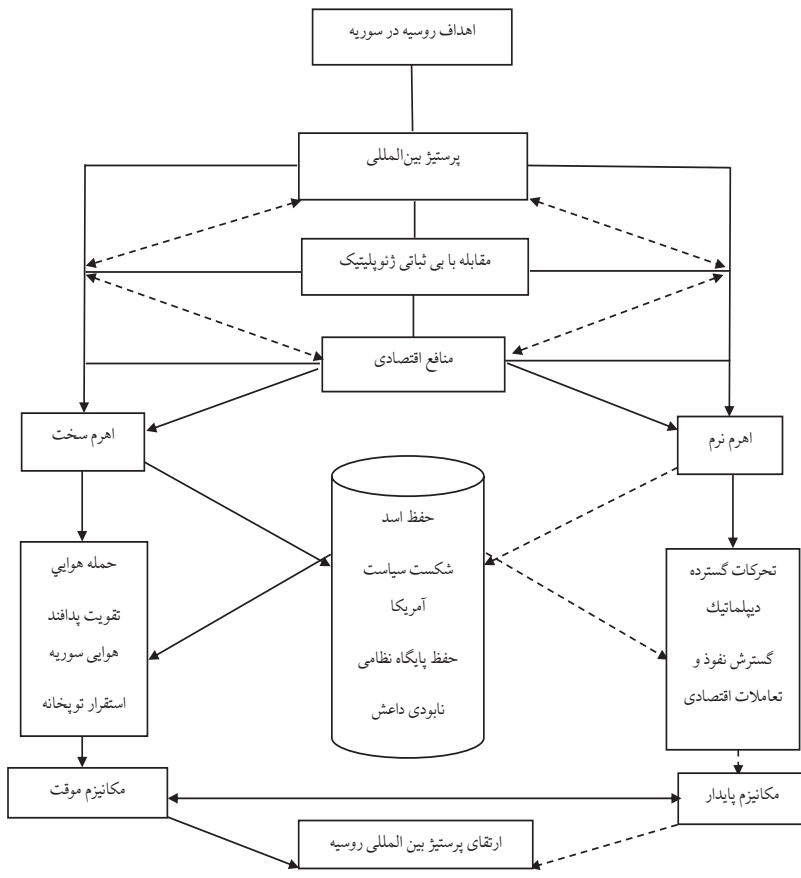 اهداف روسیه در سوریه
پرستیژ بین‌المللی
مقابله با بی ثباتی ژئوپلیتیک
منافع اقتصادی
اهرم نرم
اهرم سخت
تحرکات گسترده
دیپلماتیك
گسترش نفوذ و
تعاملات اقتصادی
حفظ اسد
شکست سیاست
آمریکا
حفظ پایگاه نظامی
نابودی داعش
حمله هوايي
تقویت پدافند
هوایی سوریه
استقرار توپخانه
مکانیزم پایدار
مکانیزم موقت
ارتقای پرستیژ بین المللی روسیه